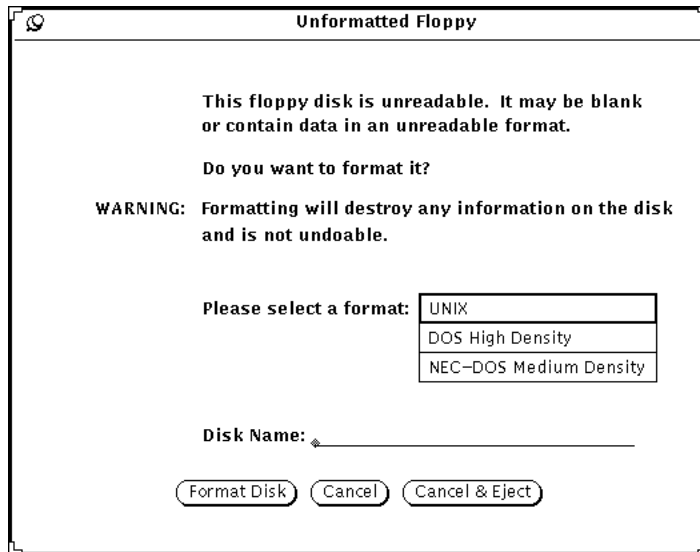 Unformatted Floppy
This floppy disk is unreadable. It may be blank
or contain data in an unreadable format.
Do you want to format it?
WARNING: Formatting will destroy any information on the disk
and is not undoable.
Please select a format: UNIX
DOS High Density
NEC-DOS Medium Density
Disk Name:
Format Disk Cancel Cancel & Eject